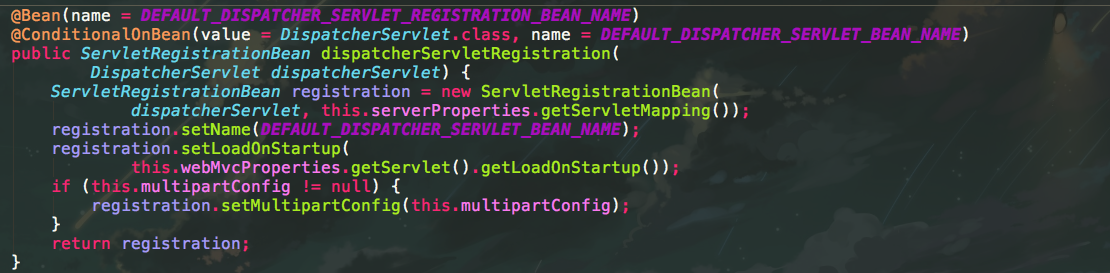 @Bean(name = DEFAULT_DISPATCHER_SERVLET_REGISTRATION_BEAN_NAME)
@ConditionalOnBean(value = DispatcherServlet.class, name = DEFAULT_DISPATCHER_SERVLET_BEAN_NAME)
public ServletRegistrationBean dispatcherServletRegistration(
        DispatcherServlet dispatcherServlet) {
    ServletRegistrationBean registration = new ServletRegistrationBean(
            dispatcherServlet, this.serverProperties.getServletMapping());
    registration.setName(DEFAULT_DISPATCHER_SERVLET_BEAN_NAME);
    registration.setLoadOnStartup(
            this.webMvcProperties.getServlet().getLoadOnStartup());
    if (this.multipartConfig != null) {
        registration.setMultipartConfig(this.multipartConfig);
    }
    return registration;
}